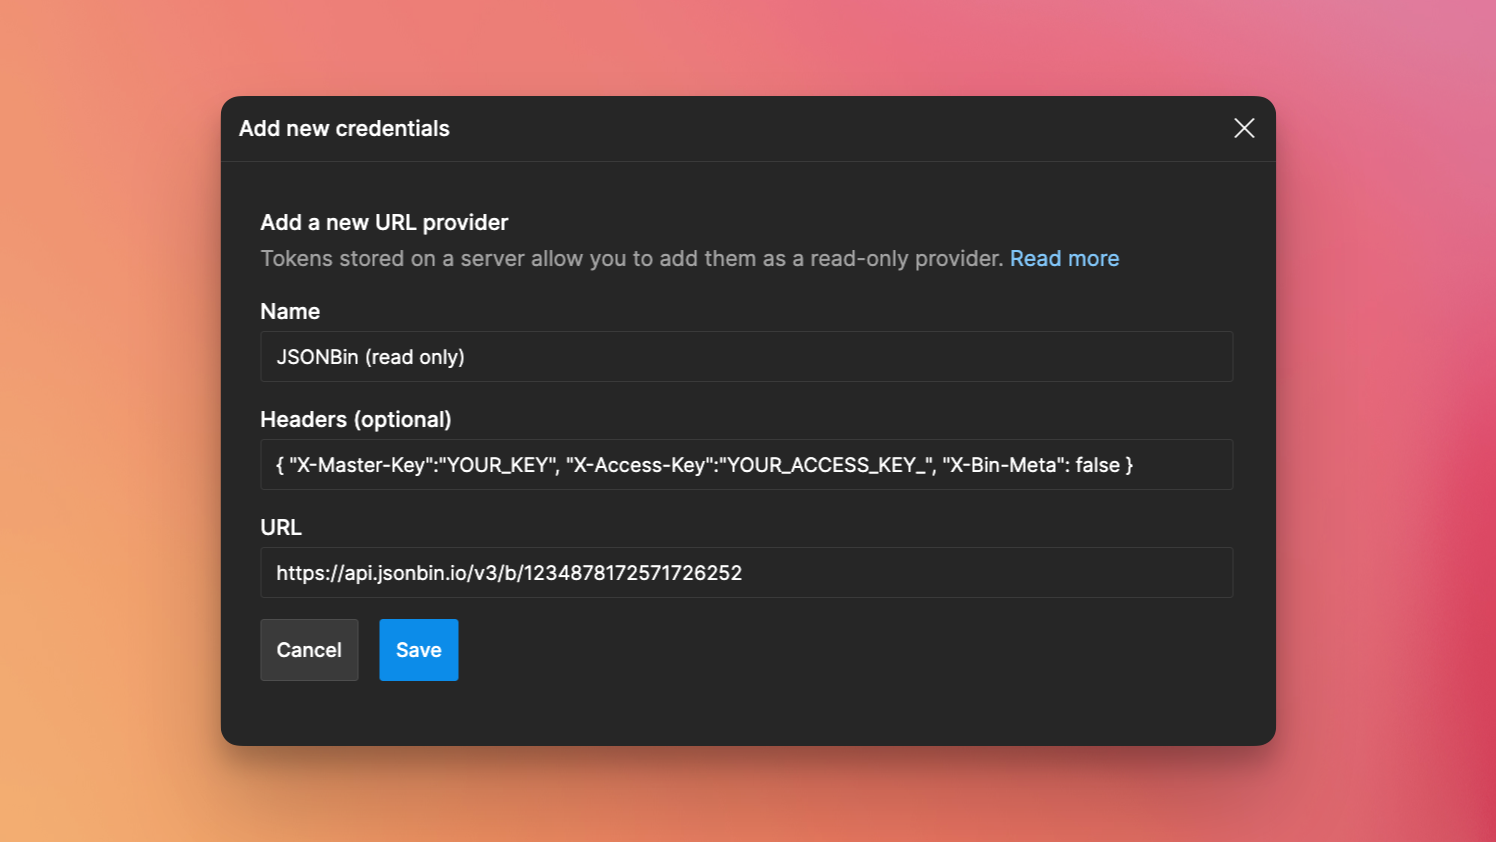 Add new credentials
Add a new URL provider
Tokens stored on a server allow you to add them as a read-only provider. Read more
Name
JSONBin (read only)
Headers (optional)
{ "X-Master-Key":"YOUR_KEY", "X-Access-Key":"YOUR_ACCESS_KEY_", "X-Bin-Meta": false }
URL
https://api.jsonbin.io/v3/b/1234878172571726252
Cancel Save